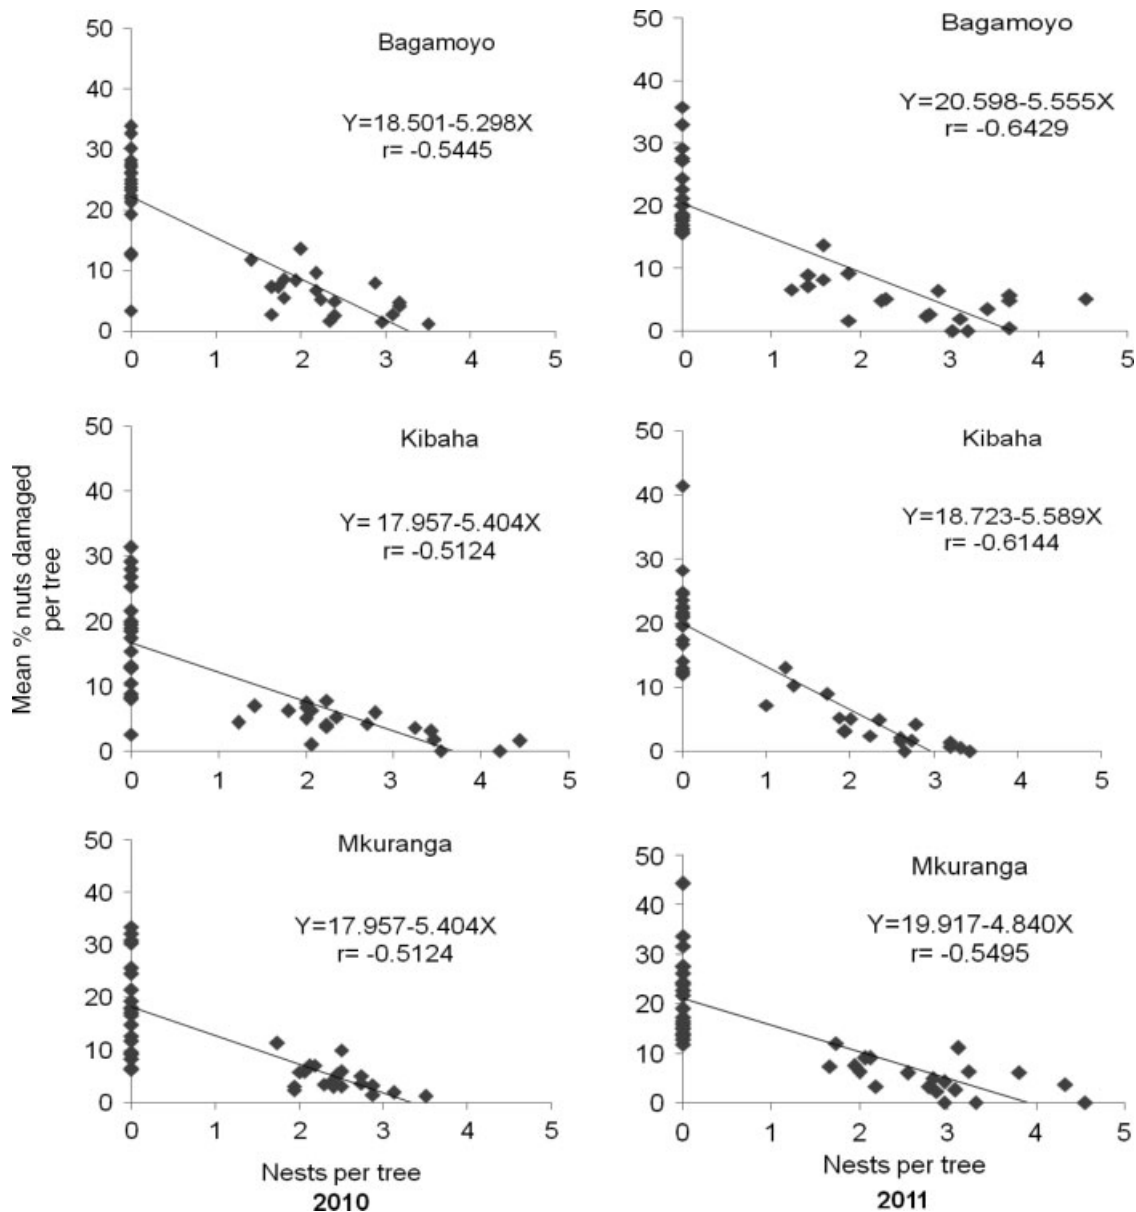 50
40
30
20
10
0
0 1 2 3 4 5
Bagamoyo
Y=18.501-5.298X
r= -0.5445
50
40
30
20
10
0
0 1 2 3 4 5
Bagamoyo
Y=20.598-5.555X
r= -0.6429
Mean % nuts damaged
per tree
50
40
30
20
10
0
0 1 2 3 4 5
Kibaha
Y= 17.957-5.404X
r= -0.5124
50
40
30
20
10
0
0 1 2 3 4 5
Kibaha
Y=18.723-5.589X
r= -0.6144
50
40
30
20
10
0
0 1 2 3 4 5
Mkuranga
Y=17.957-5.404X
r= -0.5124
Nests per tree
2010
50
40
30
20
10
0
0 1 2 3 4 5
Mkuranga
Y=19.917-4.840X
r= -0.5495
Nests per tree
2011